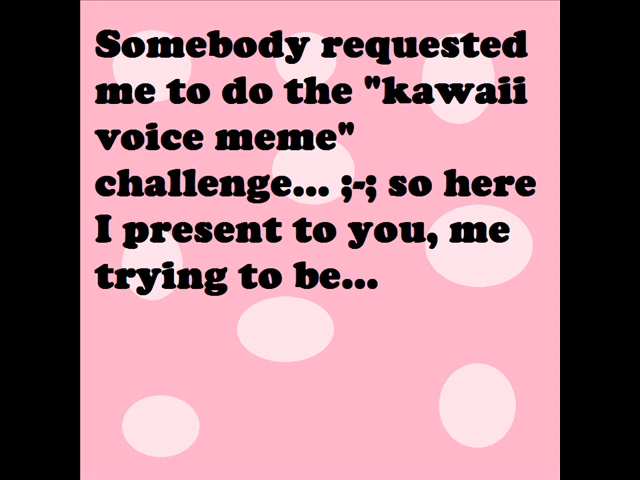 Somebody requested
me to do the "kawaii
voice meme"
challenge... ;-; so here
I present to you, me
trying to be...